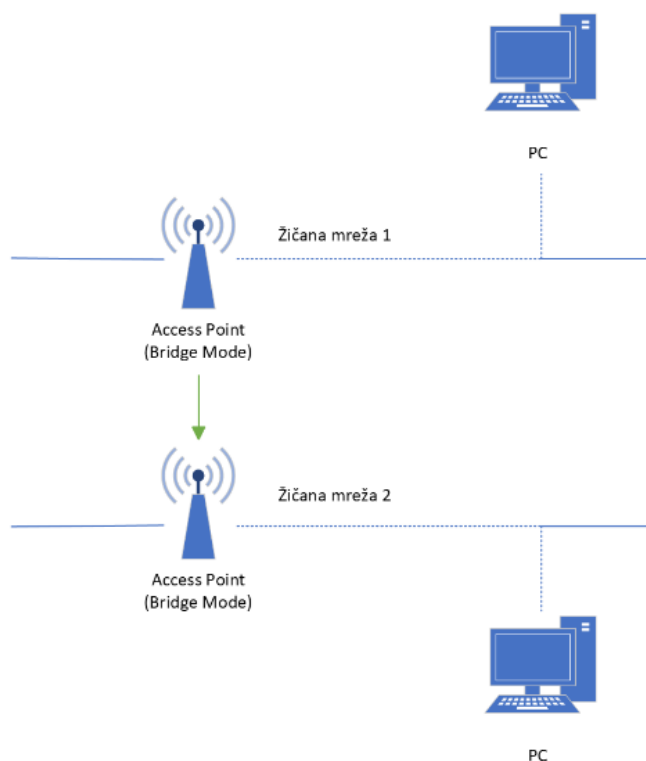 PC
Žičana mreža 1
Access Point
(Bridge Mode)
Žičana mreža 2
Access Point
(Bridge Mode)
PC